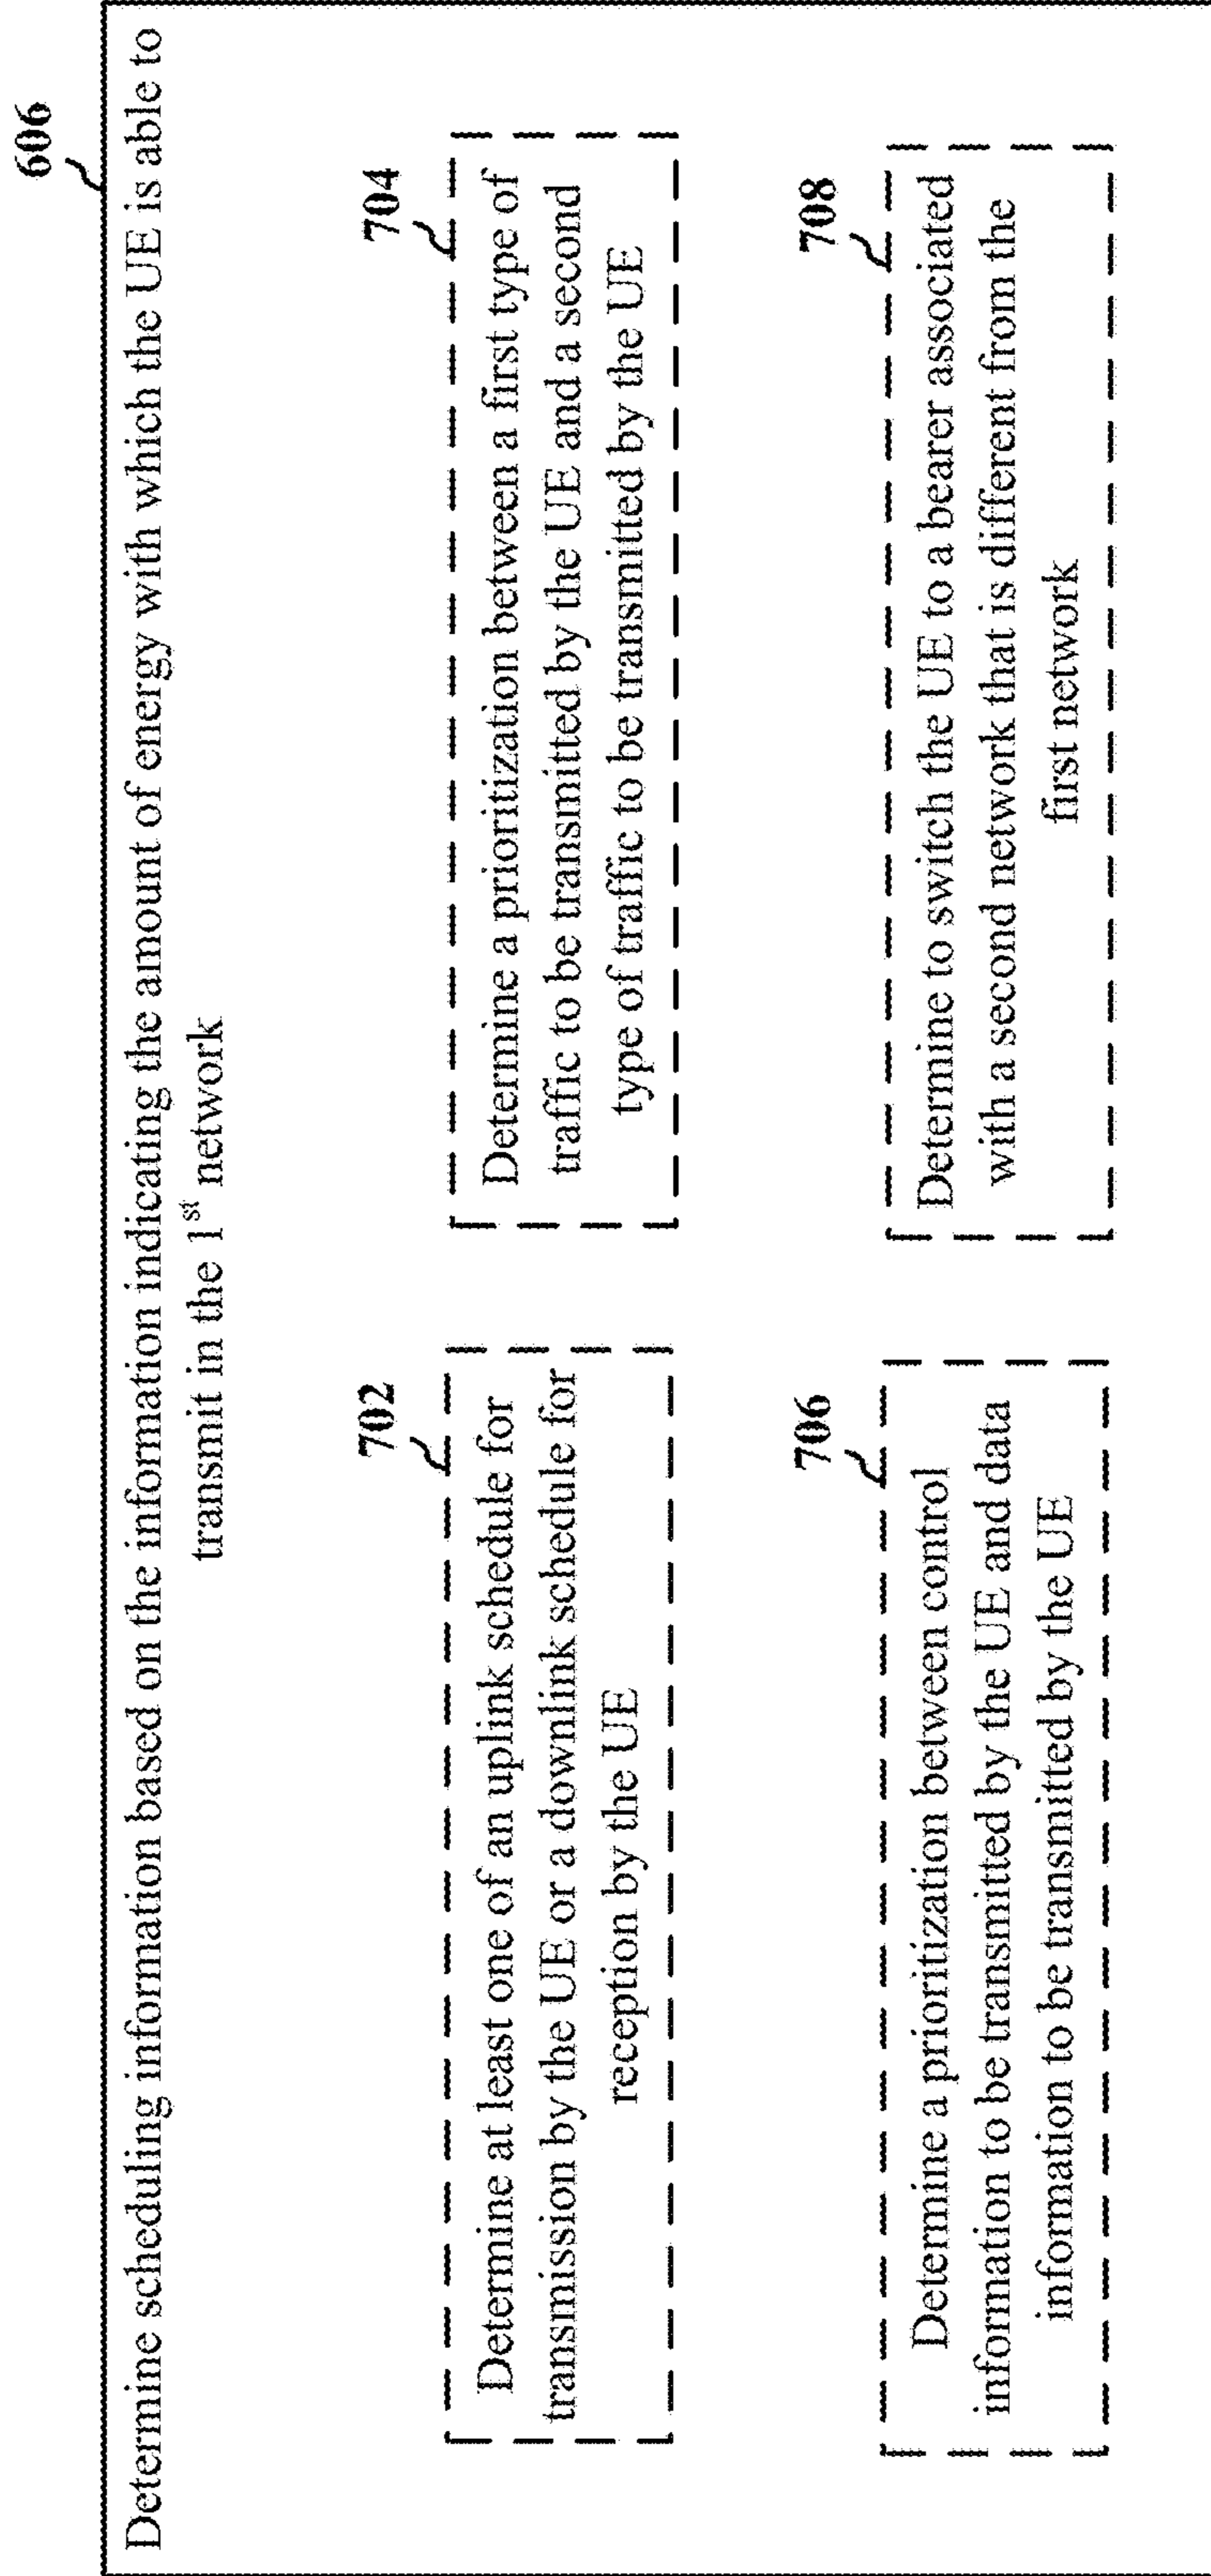 606
Determine scheduling information based on the information indicating the amount of energy with which the UE is able to
transmit in the 1st network
702
Determine at least one of an uplink schedule for
transmission by the UE or a downlink schedule for
reception by the UE
704
Determine a prioritization between a first type of
traffic to be transmitted by the UE and a second
type of traffic to be transmitted by the UE
706
Determine a prioritization between control
information to be transmitted by the UE and data
information to be transmitted by the UE
708
Determine to switch the UE to a bearer associated
with a second network that is different from the
first network